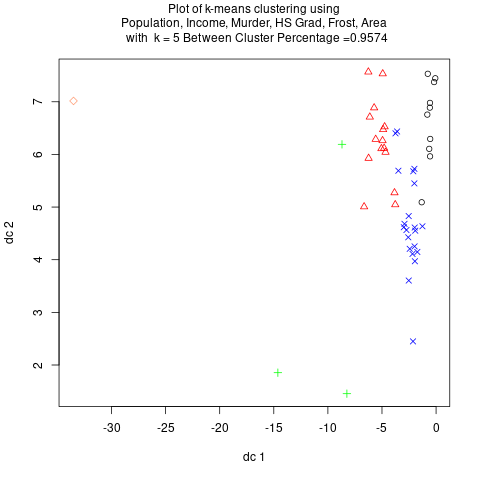 Plot of k-means clustering using
Population, Income, Murder, HS Grad, Frost, Area
with  k = 5 Between Cluster Percentage =0.9574
7
6
5
4
3
2
dc 2
-30
-25
-20
-15
-10
-5
0
dc 1